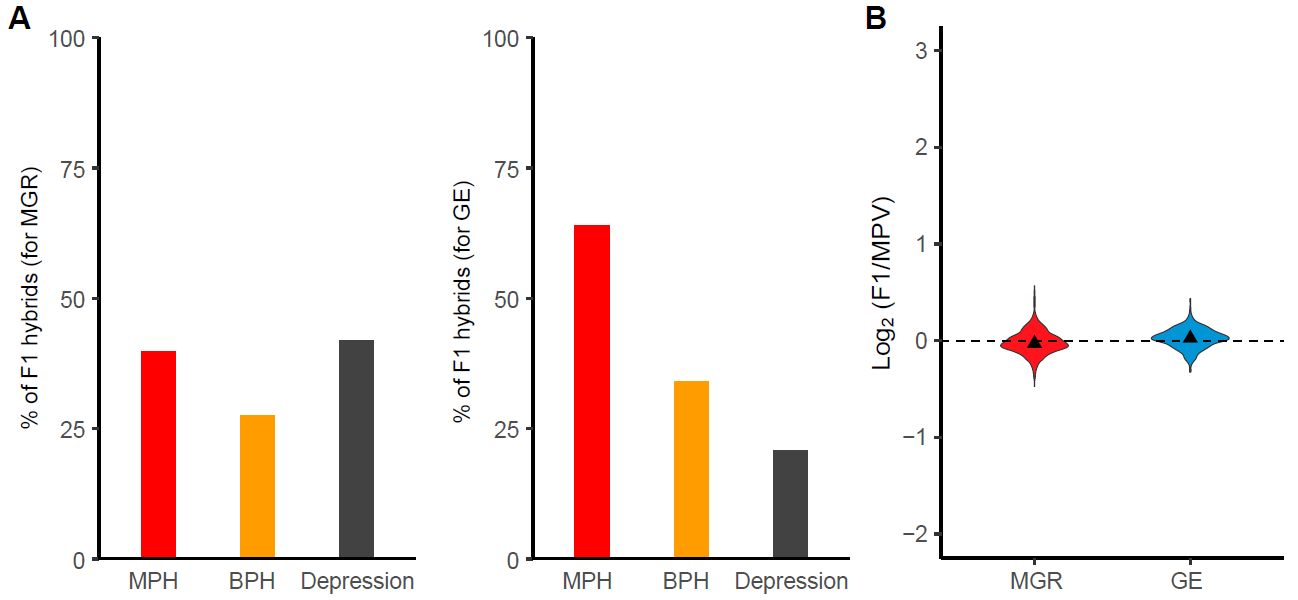 A
% of F1 hybrids (for MGR)
100
75
50
25
0
MPH BPH Depression
% of F1 hybrids (for GE)
100
75
50
25
0
MPH BPH Depression
B
Log₂ (F1/MPV)
3
2
1
0
−1
−2
MGR GE